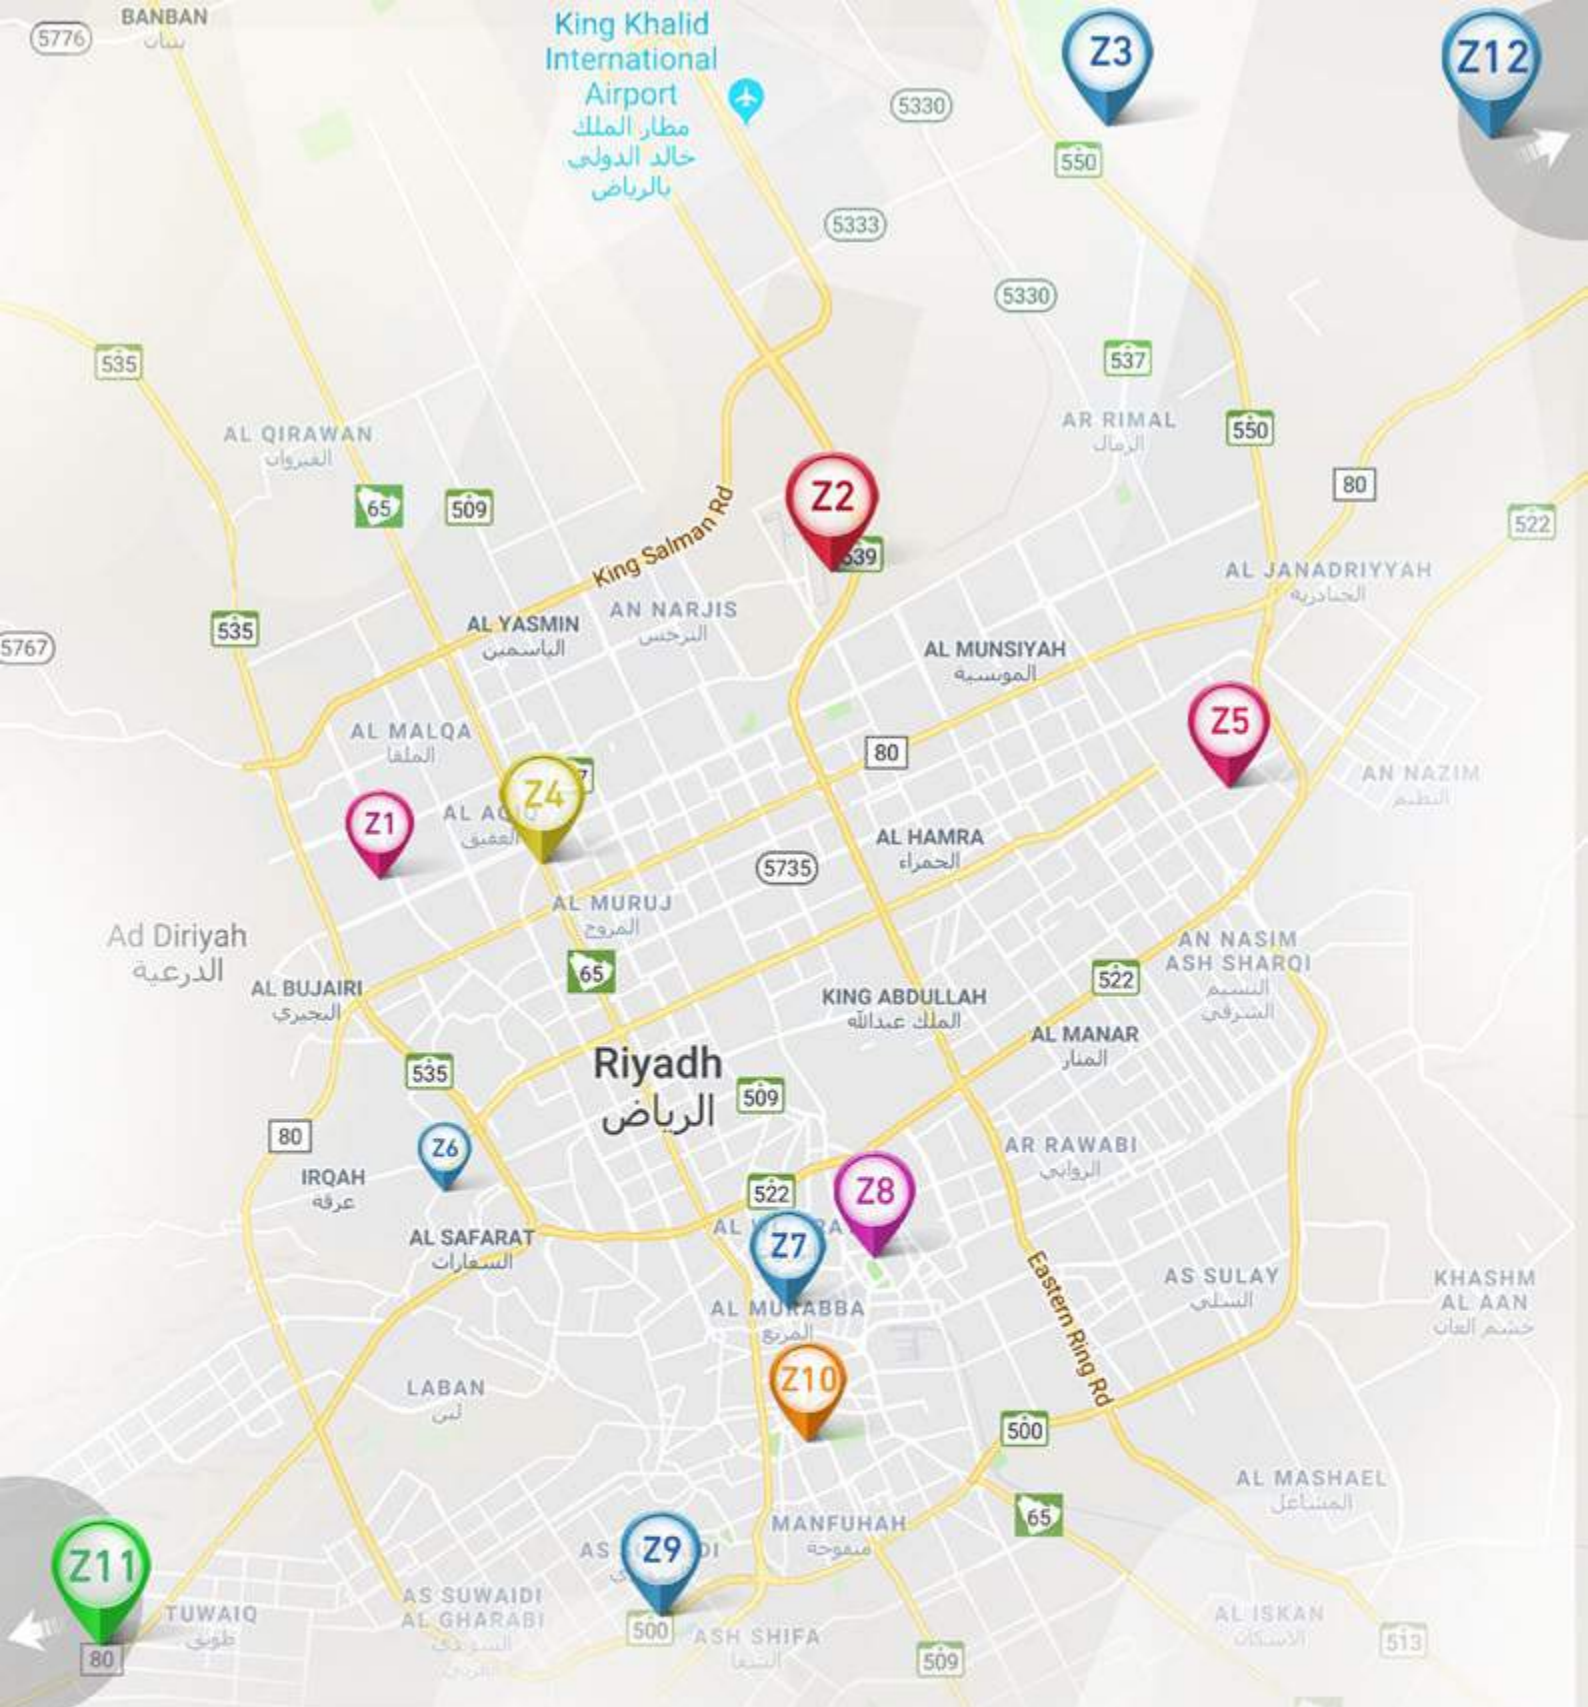 BANBAN
بنبان
5776
King Khalid
International
Airport
مطار الملك
خالد الدولي
بالرياض
Z3
Z12
5330
550
5333
5330
535
537
AL QIRAWAN
القيروان
AR RIMAL
الرمال
550
65
509
80
Z2
522
King Salman Rd
539
AL JANADRIYYAH
الجنادرية
535
5767
AL YASMIN
الياسمين
AN NARJIS
النرجس
AL MUNSIYAH
المونسية
AL MALQA
الملقا
Z5
80
7
AN NAZIM
النظيم
Z4
Z1
العقيق
AL HAMRA
الحمراء
5735
AL MURUJ
المروج
Ad Diriyah
الدرعية
65
AN NASIM
ASH SHARQI
النسيم
الشرقي
522
AL BUJAIRI
البجيري
KING ABDULLAH
الملك عبدالله
AL MANAR
المنار
535
Riyadh
الرياض
509
80
Z6
AR RAWABI
الروابي
IRQAH
عرقة
522
Z8
AL SAFARAT
السفارات
Z7
Eastern Ring Rd
AS SULAY
السلي
KHASHM
AL AAN
خشم العان
AL MURABBA
المربع
Z10
LABAN
لبن
500
AL MASHAEL
المشاعل
65
MANFUHAH
منفوحة
Z9
Z11
AS SUWAIDI
AL GHARABI
السويدي
الغربي
TUWAIQ
طويق
500
ASH SHIFA
الشفا
AL ISKAN
الاسكان
513
80
509